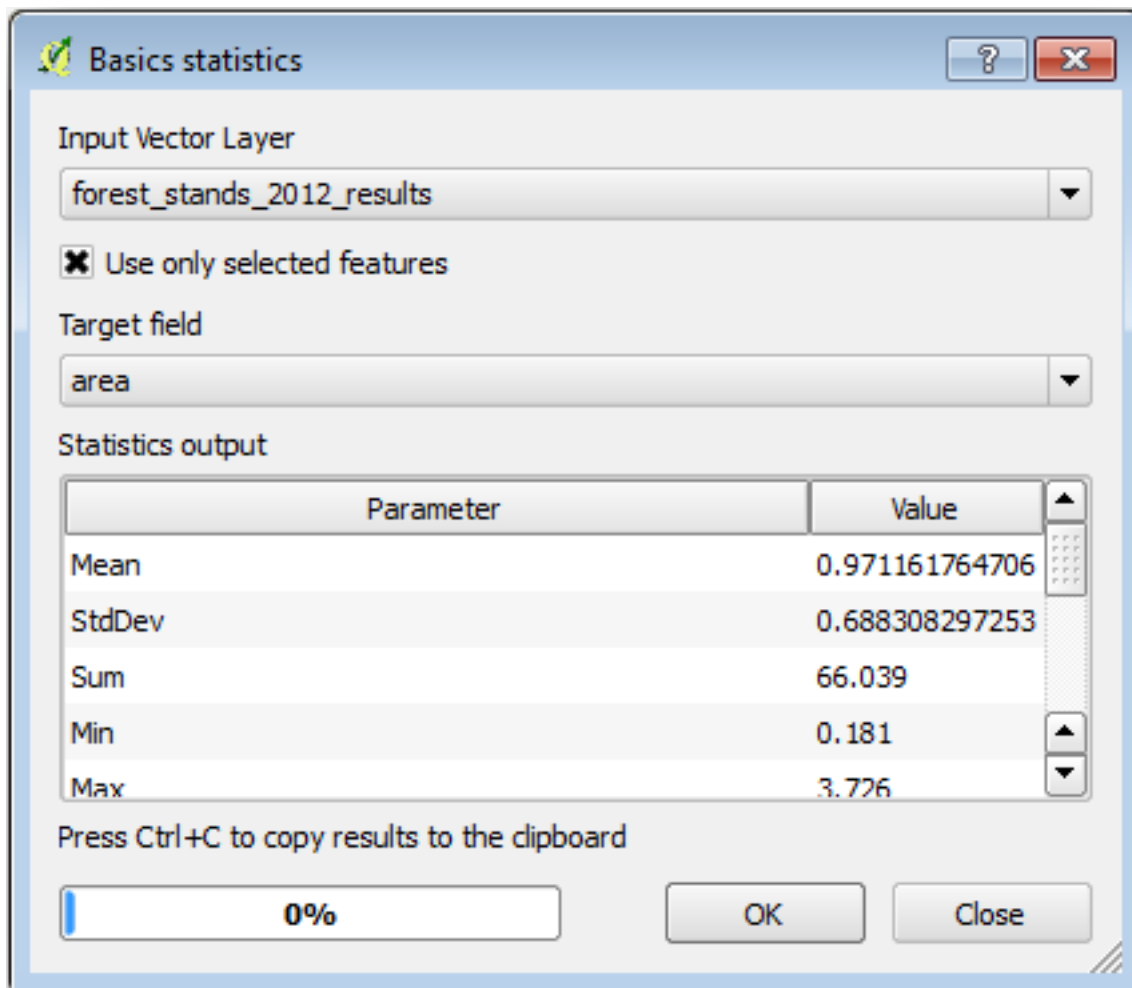 Basics statistics
Input Vector Layer
forest_stands_2012_results
Use only selected features
Target field
area
Statistics output
Parameter Value
Mean 0.971161764706
StdDev 0.688308297253
Sum 66.039
Min 0.181
Max 3.726
Press Ctrl+C to copy results to the clipboard
0% OK Close